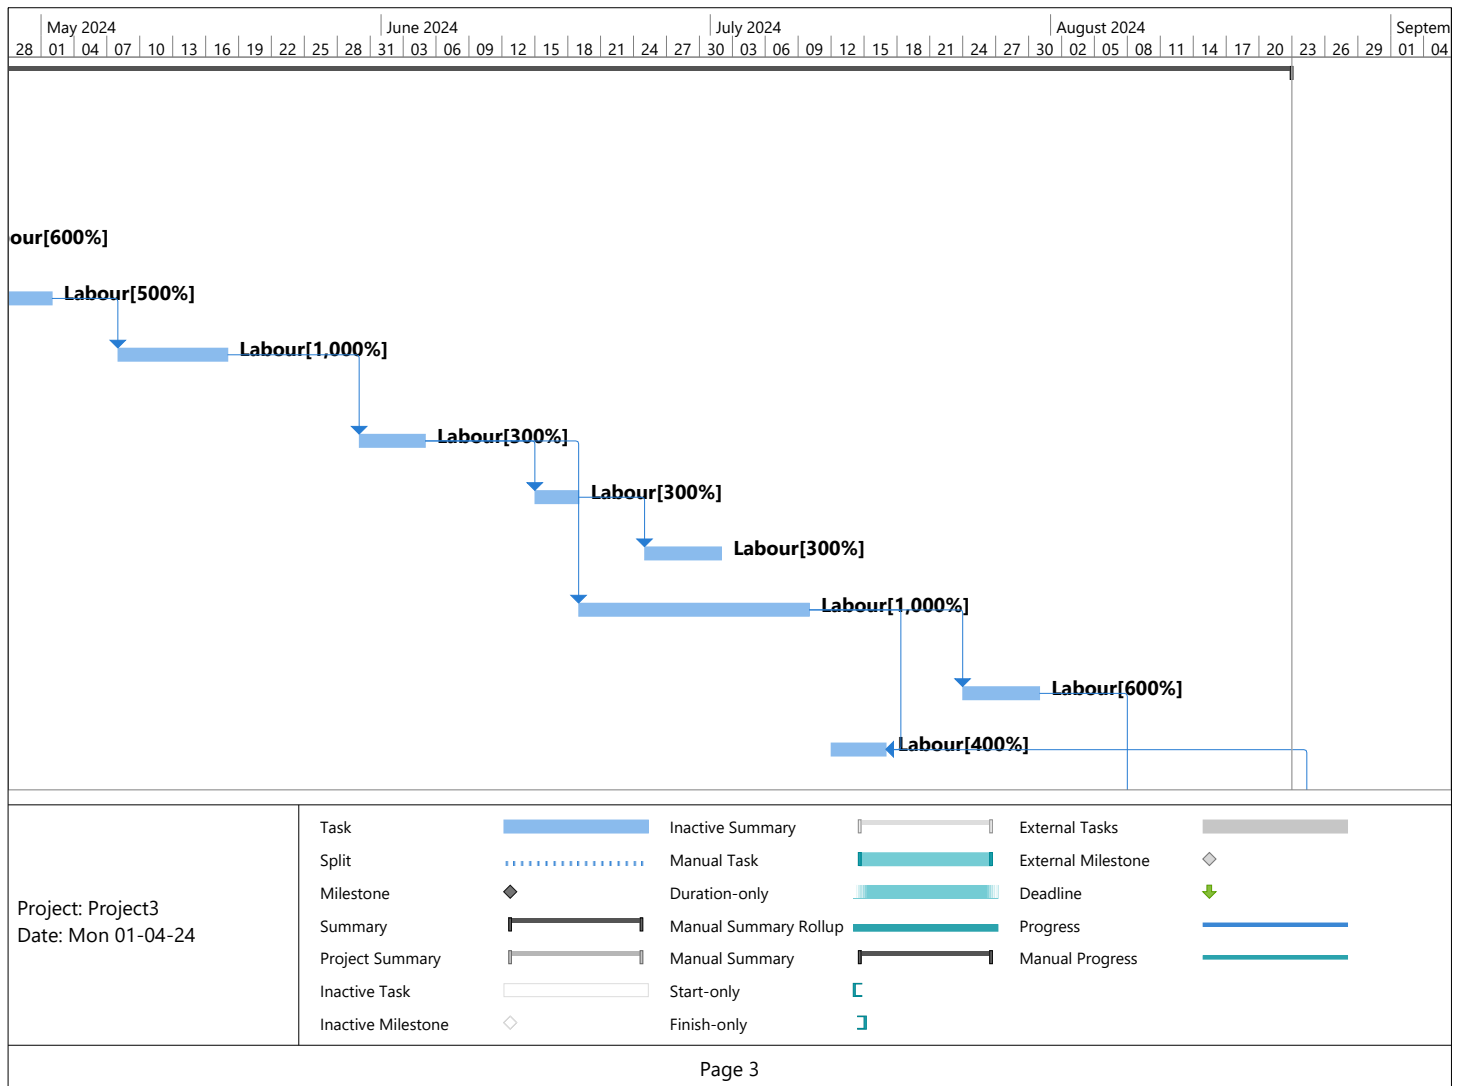 May 2024 June 2024 July 2024 August 2024 Septem
28 01 04 07 10 13 16 19 22 25 28 31 03 06 09 12 15 18 21 24 27 30 03 06 09 12 15 18 21 24 27 30 02 05 08 11 14 17 20 23 26 29 01 04
our[600%]
Labour[500%]
Labour[1,000%]
Labour[300%]
Labour[300%]
Labour[300%]
Labour[1,000%]
Labour[600%]
Labour[400%]
Project: Project3
Date: Mon 01-04-24
Task
Split
Milestone
Summary
Project Summary
Inactive Task
Inactive Milestone
Inactive Summary
Manual Task
Duration-only
Manual Summary Rollup
Manual Summary
Start-only
Finish-only
External Tasks
External Milestone
Deadline
Progress
Manual Progress
Page 3